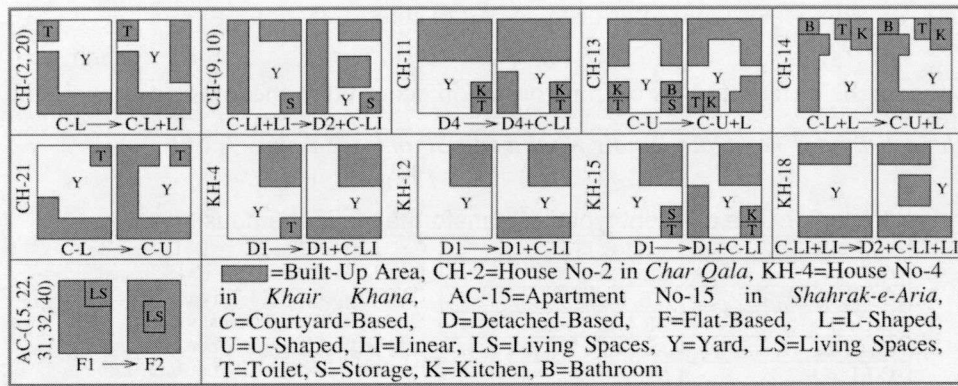 CH-(2, 20)
T
Y
T
Y
C-L → C-L+LI
CH-(9, 10)
Y
S
Y
S
C-LI+LI → D2+C-LI
CH-11
Y
K
T
Y
K
T
D4 → D4+C-LI
CH-13
Y
K
T
B
S
Y
T
K
C-U → C-U+L
CH-14
B
T
K
Y
B
T
K
Y
C-L+L → C-U+L
CH-21
T
Y
T
Y
C-L → C-U
KH-4
Y
T
Y
D1 → D1+C-LI
KH-12
Y
Y
D1 → D1+C-LI
KH-15
Y
S
T
Y
K
T
D1 → D1+C-LI
KH-18
Y
Y
C-LI+LI → D2+C-LI+LI
AC-(15, 22,
31, 32, 40)
LS
LS
F1 → F2
=Built-Up Area, CH-2=House No-2 in Char Qala, KH-4=House No-4
in Khair Khana, AC-15=Apartment No-15 in Shahrak-e-Aria,
C=Courtyard-Based, D=Detached-Based, F=Flat-Based, L=L-Shaped,
U=U-Shaped, LI=Linear, LS=Living Spaces, Y=Yard, LS=Living Spaces,
T=Toilet, S=Storage, K=Kitchen, B=Bathroom